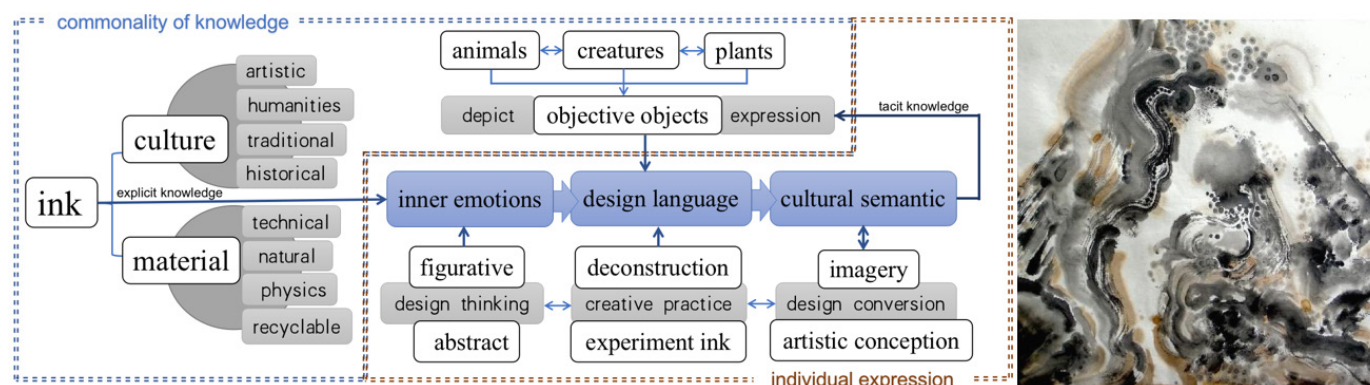 commonality of knowledge
ink
explicit knowledge
culture
artistic
humanities
traditional
historical
material
technical
natural
physics
recyclable
animals creatures plants
depict objective objects expression
tacit knowledge
inner emotions design language cultural semantic
figurative deconstruction imagery
design thinking creative practice design conversion
abstract experiment ink artistic conception
individual expression